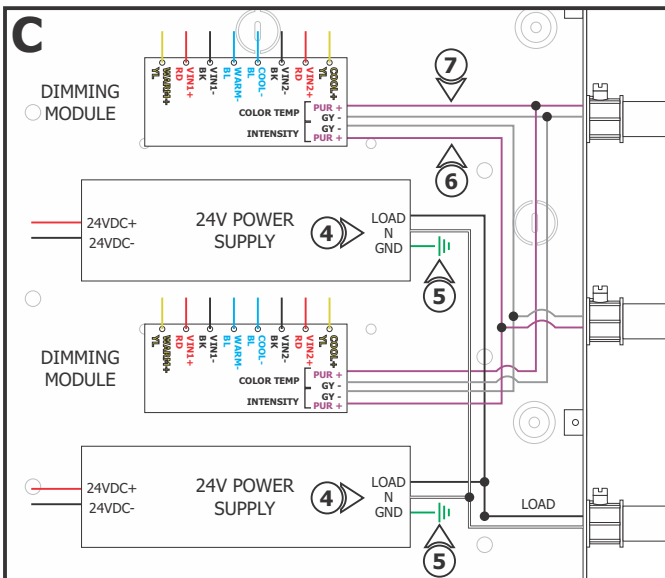 C
DIMMING
MODULE
YL WARM+
RD VIN1+
BK VIN1-
BL WARM-
BL COOL-
BK VIN2-
RD VIN2+
YL COOL+
COLOR TEMP
INTENSITY
PUR +
GY -
GY -
PUR +
7
6
24VDC+
24VDC-
24V POWER
SUPPLY
4
LOAD
N
GND
5
DIMMING
MODULE
YL WARM+
RD VIN1+
BK VIN1-
BL WARM-
BL COOL-
BK VIN2-
RD VIN2+
YL COOL+
COLOR TEMP
INTENSITY
PUR +
GY -
GY -
PUR +
24VDC+
24VDC-
24V POWER
SUPPLY
4
LOAD
N
GND
5
LOAD